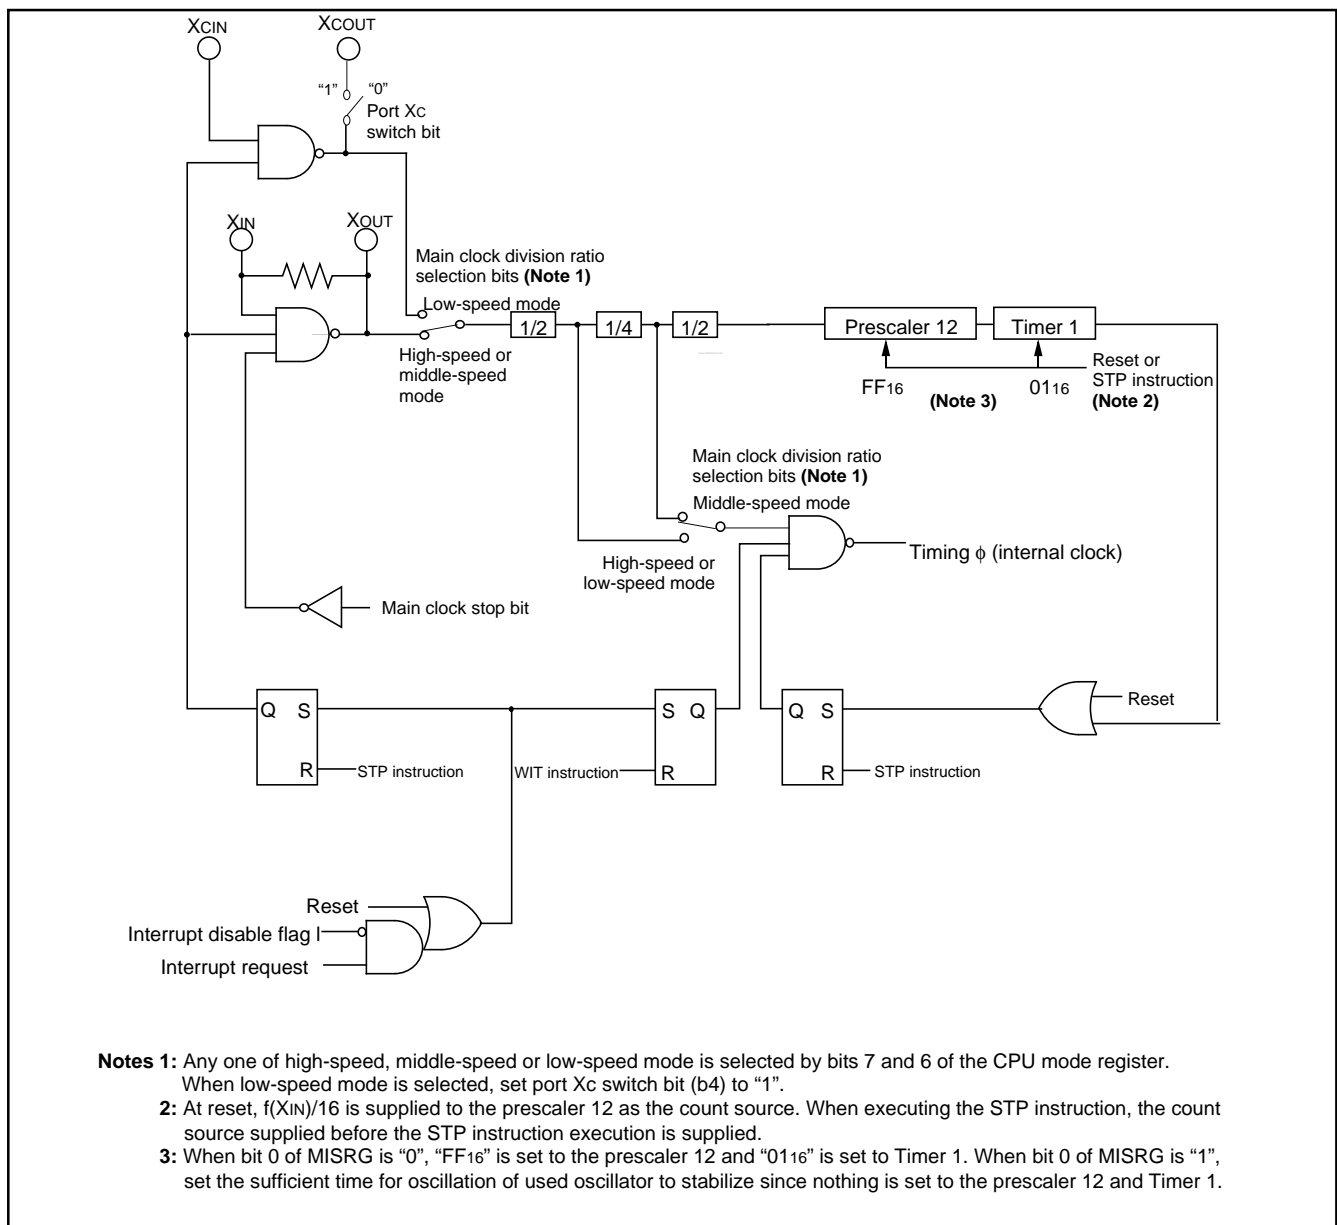 XCIN
XCOUT
“1”
“0”
Port XC
switch bit
XIN
XOUT
Main clock division ratio
selection bits (Note 1)
Low-speed mode
1/2
1/4
1/2
Prescaler 12
Timer 1
High-speed or
middle-speed
mode
FF16
(Note 3)
0116
Reset or
STP instruction
(Note 2)
Main clock division ratio
selection bits (Note 1)
Middle-speed mode
High-speed or
low-speed mode
Timing ϕ (internal clock)
Main clock stop bit
Q S
R
STP instruction
WIT instruction
S Q
R
Q S
R
STP instruction
Reset
Reset
Interrupt disable flag I
Interrupt request
Notes 1: Any one of high-speed, middle-speed or low-speed mode is selected by bits 7 and 6 of the CPU mode register.
When low-speed mode is selected, set port Xc switch bit (b4) to “1”.
2: At reset, f(XIN)/16 is supplied to the prescaler 12 as the count source. When executing the STP instruction, the count
source supplied before the STP instruction execution is supplied.
3: When bit 0 of MISRG is “0”, “FF16” is set to the prescaler 12 and “0116” is set to Timer 1. When bit 0 of MISRG is “1”,
set the sufficient time for oscillation of used oscillator to stabilize since nothing is set to the prescaler 12 and Timer 1.